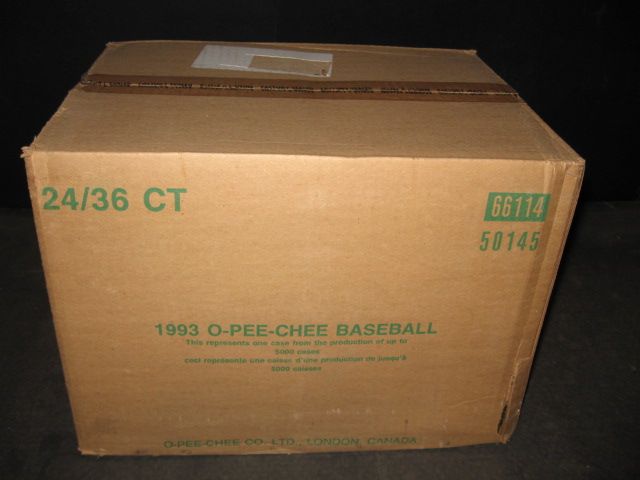 24/36 CT
66114
50145
1993 O-PEE-CHEE BASEBALL
This represents one case from the production of up to
5000 cases
ceci représente une caisse d'une production de jusqu'à
5000 caisses
O-PEE-CHEE CO. LTD., LONDON, CANADA